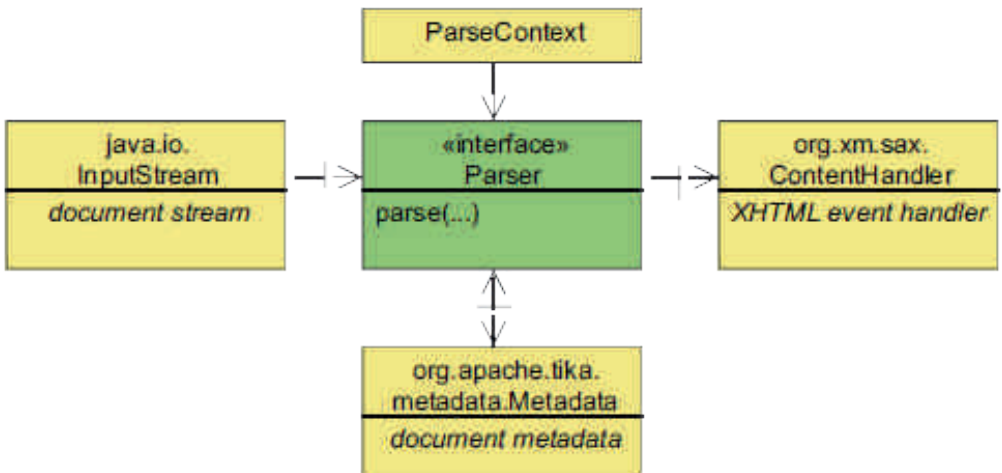 ParseContext
java.io.
InputStream
document stream
«interface»
Parser
parse(...)
org.xm.sax.
ContentHandler
XHTML event handler
org.apache.tika.
metadata.Metadata
document metadata